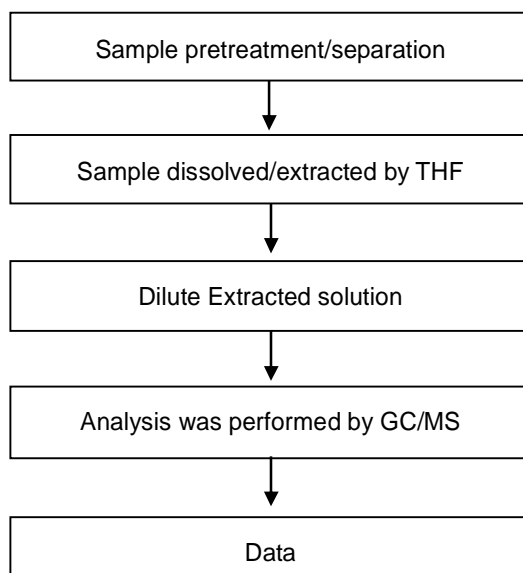 Sample pretreatment/separation
Sample dissolved/extracted by THF
Dilute Extracted solution
Analysis was performed by GC/MS
Data